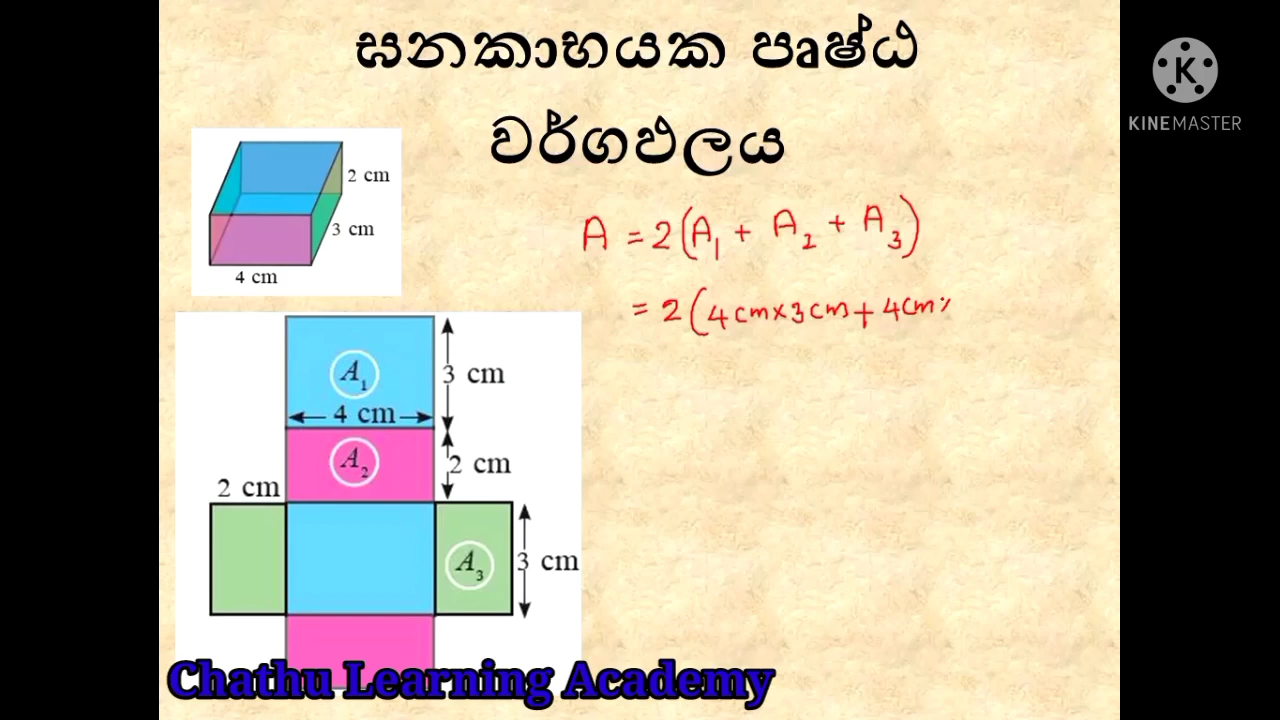 ඝනකාභයක පෘෂ්ඨ
වර්ගඵලය
KINEMASTER
2 cm
3 cm
4 cm
A = 2(A₁ + A₂ + A₃)
= 2(4cm×3cm+4cm×
A₁
3 cm
4 cm
A₂
2 cm
2 cm
A₃
3 cm
Chathu Learning Academy